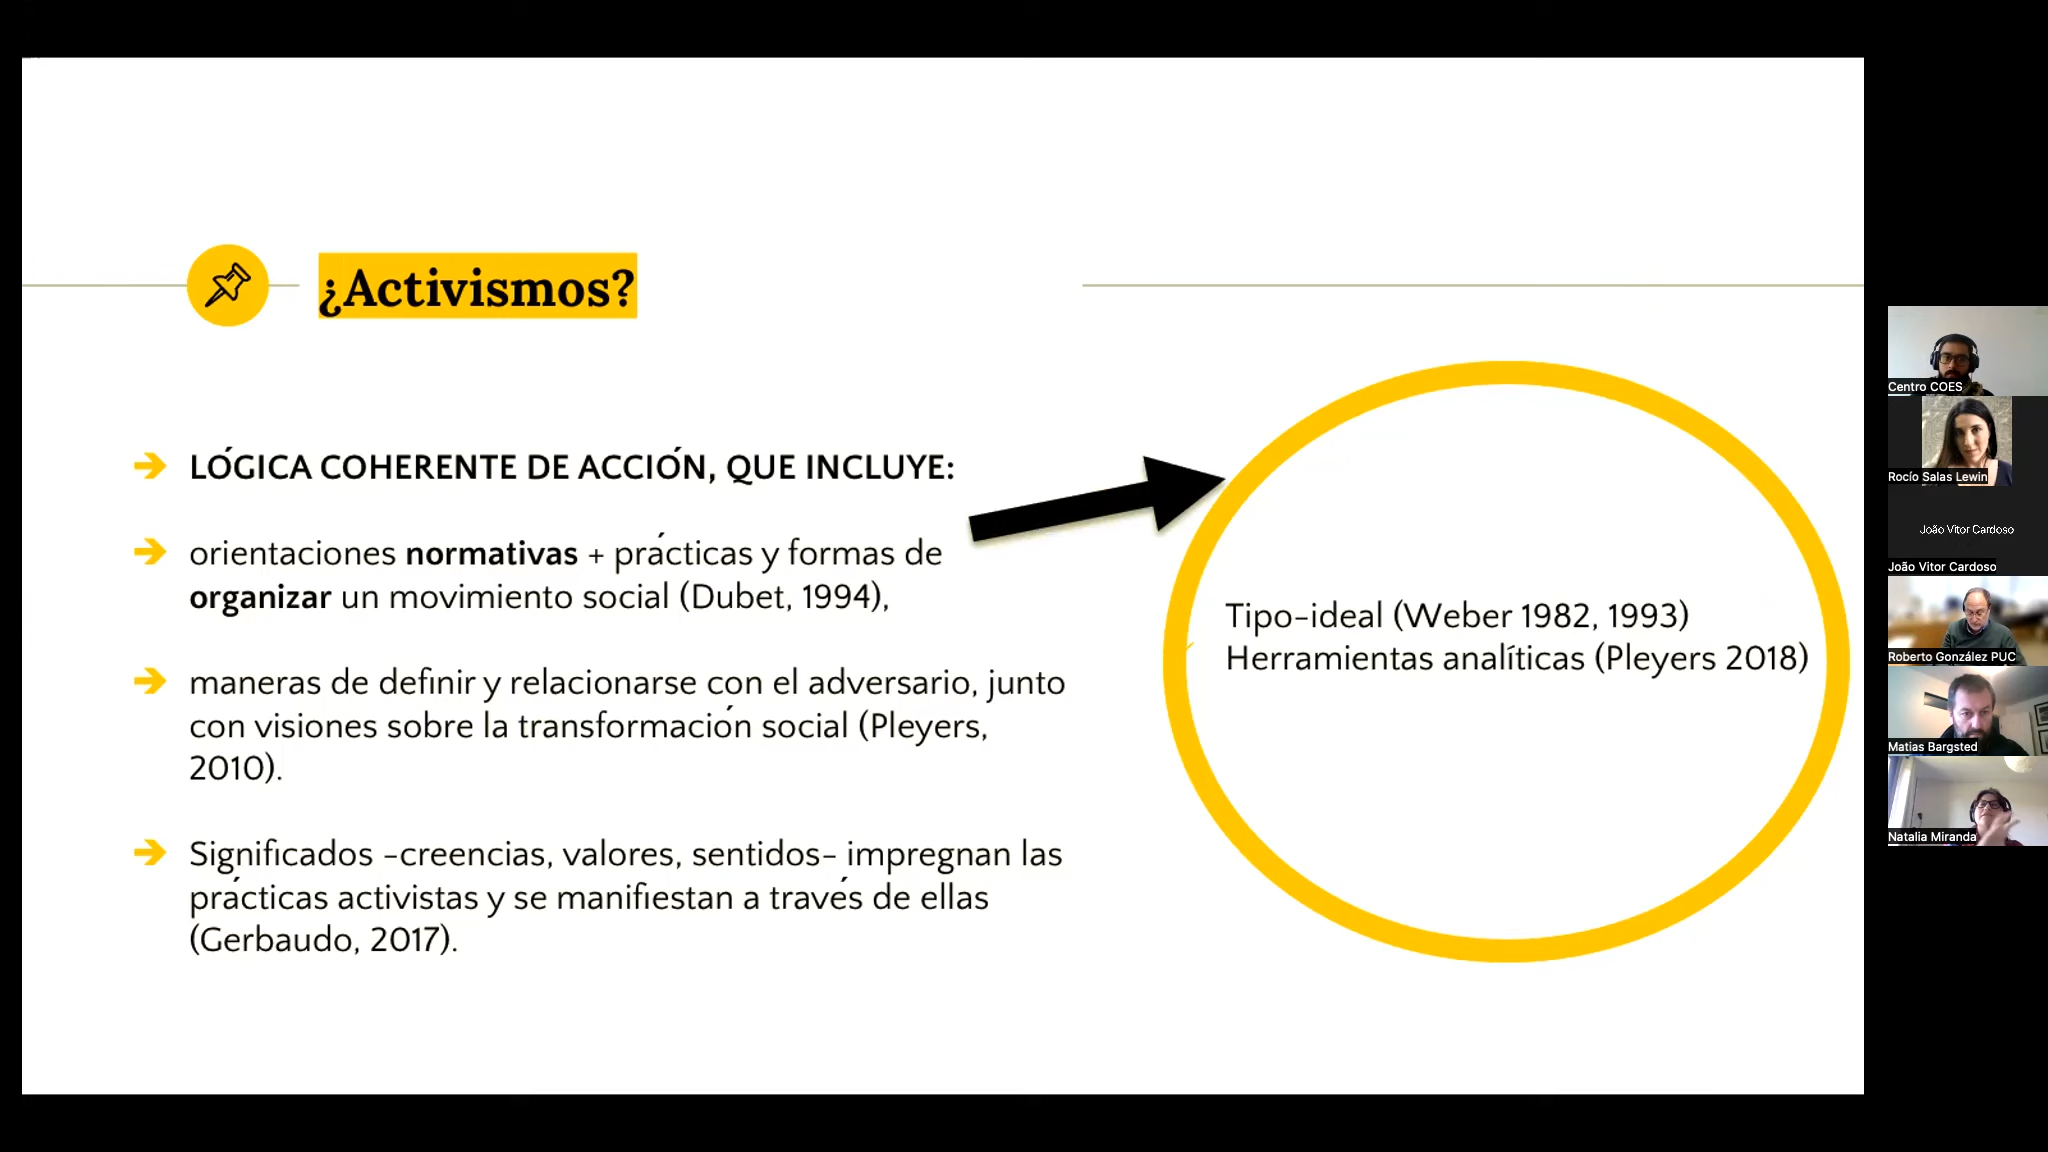 ¿Activismos?
LÓGICA COHERENTE DE ACCIÓN, QUE INCLUYE:
orientaciones normativas + prácticas y formas de
organizar un movimiento social (Dubet, 1994),
maneras de definir y relacionarse con el adversario, junto
con visiones sobre la transformación social (Pleyers,
2010).
Significados -creencias, valores, sentidos- impregnan las
prácticas activistas y se manifiestan a través de ellas
(Gerbaudo, 2017).
Tipo-ideal (Weber 1982, 1993)
Herramientas analíticas (Pleyers 2018)
Centro COES
Rocío Salas Lewin
João Vitor Cardoso
João Vitor Cardoso
Roberto González PUC
Matias Bargsted
Natalia Miranda